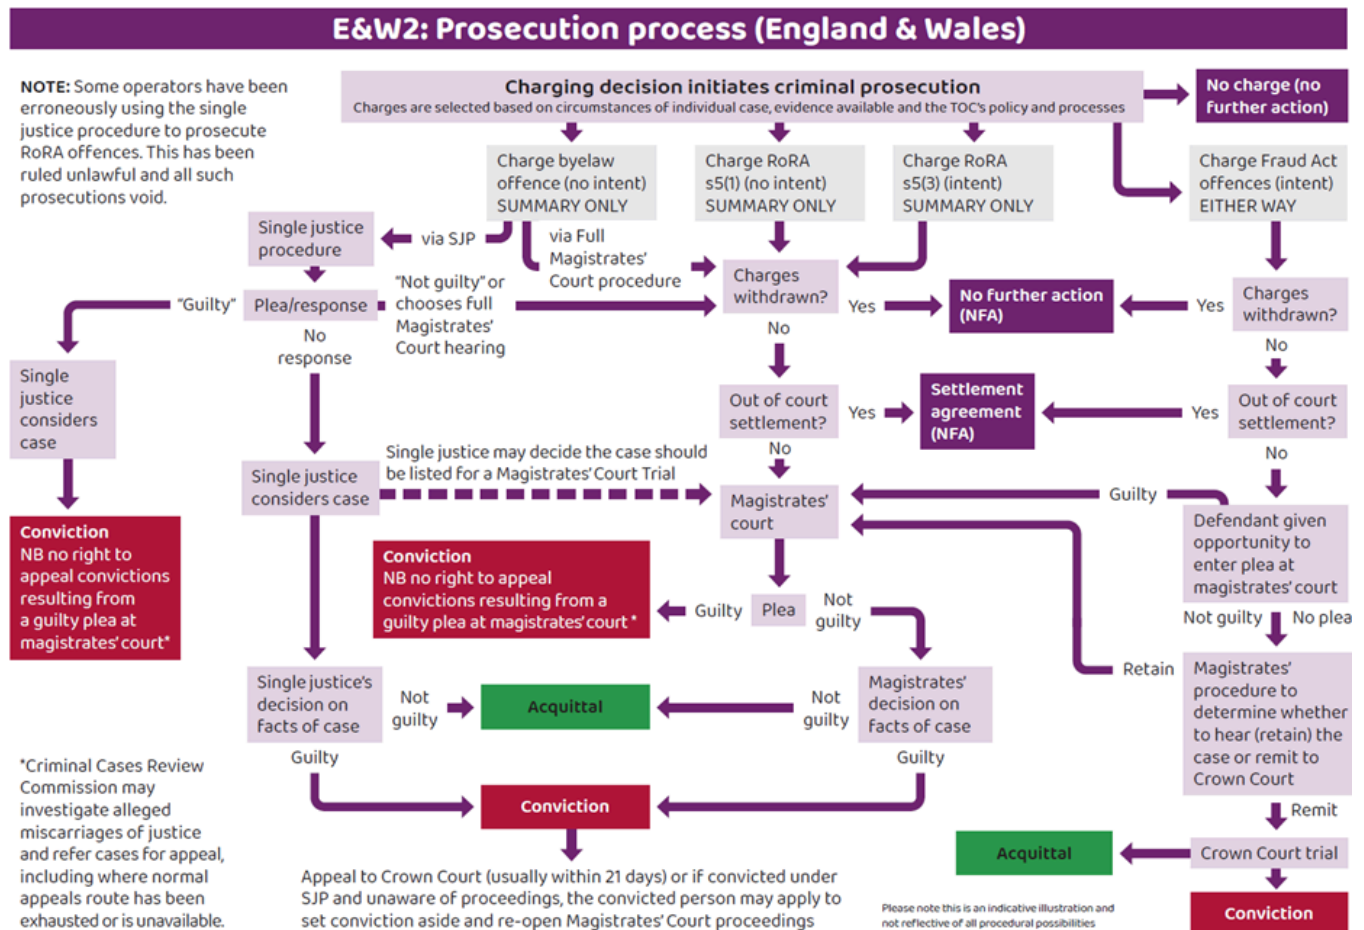 E&W2: Prosecution process (England & Wales)
NOTE: Some operators have been
erroneously using the single
justice procedure to prosecute
RoRA offences. This has been
ruled unlawful and all such
prosecutions void.
Charging decision initiates criminal prosecution
Charges are selected based on circumstances of individual case, evidence available and the TOC's policy and processes
No charge (no
further action)
Charge byelaw
offence (no intent)
SUMMARY ONLY
Charge RoRA
s5(1) (no intent)
SUMMARY ONLY
Charge RoRA
s5(3) (intent)
SUMMARY ONLY
Charge Fraud Act
offences (intent)
EITHER WAY
Single justice
procedure
via SJP
via Full
Magistrates'
Court procedure
"Guilty"
Plea/response
"Not guilty" or
chooses full
Magistrates'
Court hearing
No
response
Charges
withdrawn?
Yes
No further action
(NFA)
Yes
Charges
withdrawn?
No
No
Single
justice
considers
case
Out of court
settlement?
Yes
Settlement
agreement
(NFA)
Yes
Out of court
settlement?
No
No
Single justice
considers case
Single justice may decide the case should
be listed for a Magistrates' Court Trial
Magistrates'
court
Guilty
Defendant given
opportunity to
enter plea at
magistrates' court
Conviction
NB no right to
appeal convictions
resulting from
a guilty plea at
magistrates' court*
Conviction
NB no right to appeal
convictions resulting from a
guilty plea at magistrates' court *
Guilty
Plea
Not
guilty
Not guilty
No plea
Retain
Magistrates'
procedure to
determine whether
to hear (retain) the
case or remit to
Crown Court
Single justice's
decision on
facts of case
Not
guilty
Acquittal
Not
guilty
Magistrates'
decision on
facts of case
Guilty
Guilty
Conviction
Remit
Crown Court trial
Acquittal
Conviction
*Criminal Cases Review
Commission may
investigate alleged
miscarriages of justice
and refer cases for appeal,
including where normal
appeals route has been
exhausted or is unavailable.
Appeal to Crown Court (usually within 21 days) or if convicted under
SJP and unaware of proceedings, the convicted person may apply to
set conviction aside and re-open Magistrates' Court proceedings
Please note this is an indicative illustration and
not reflective of all procedural possibilities